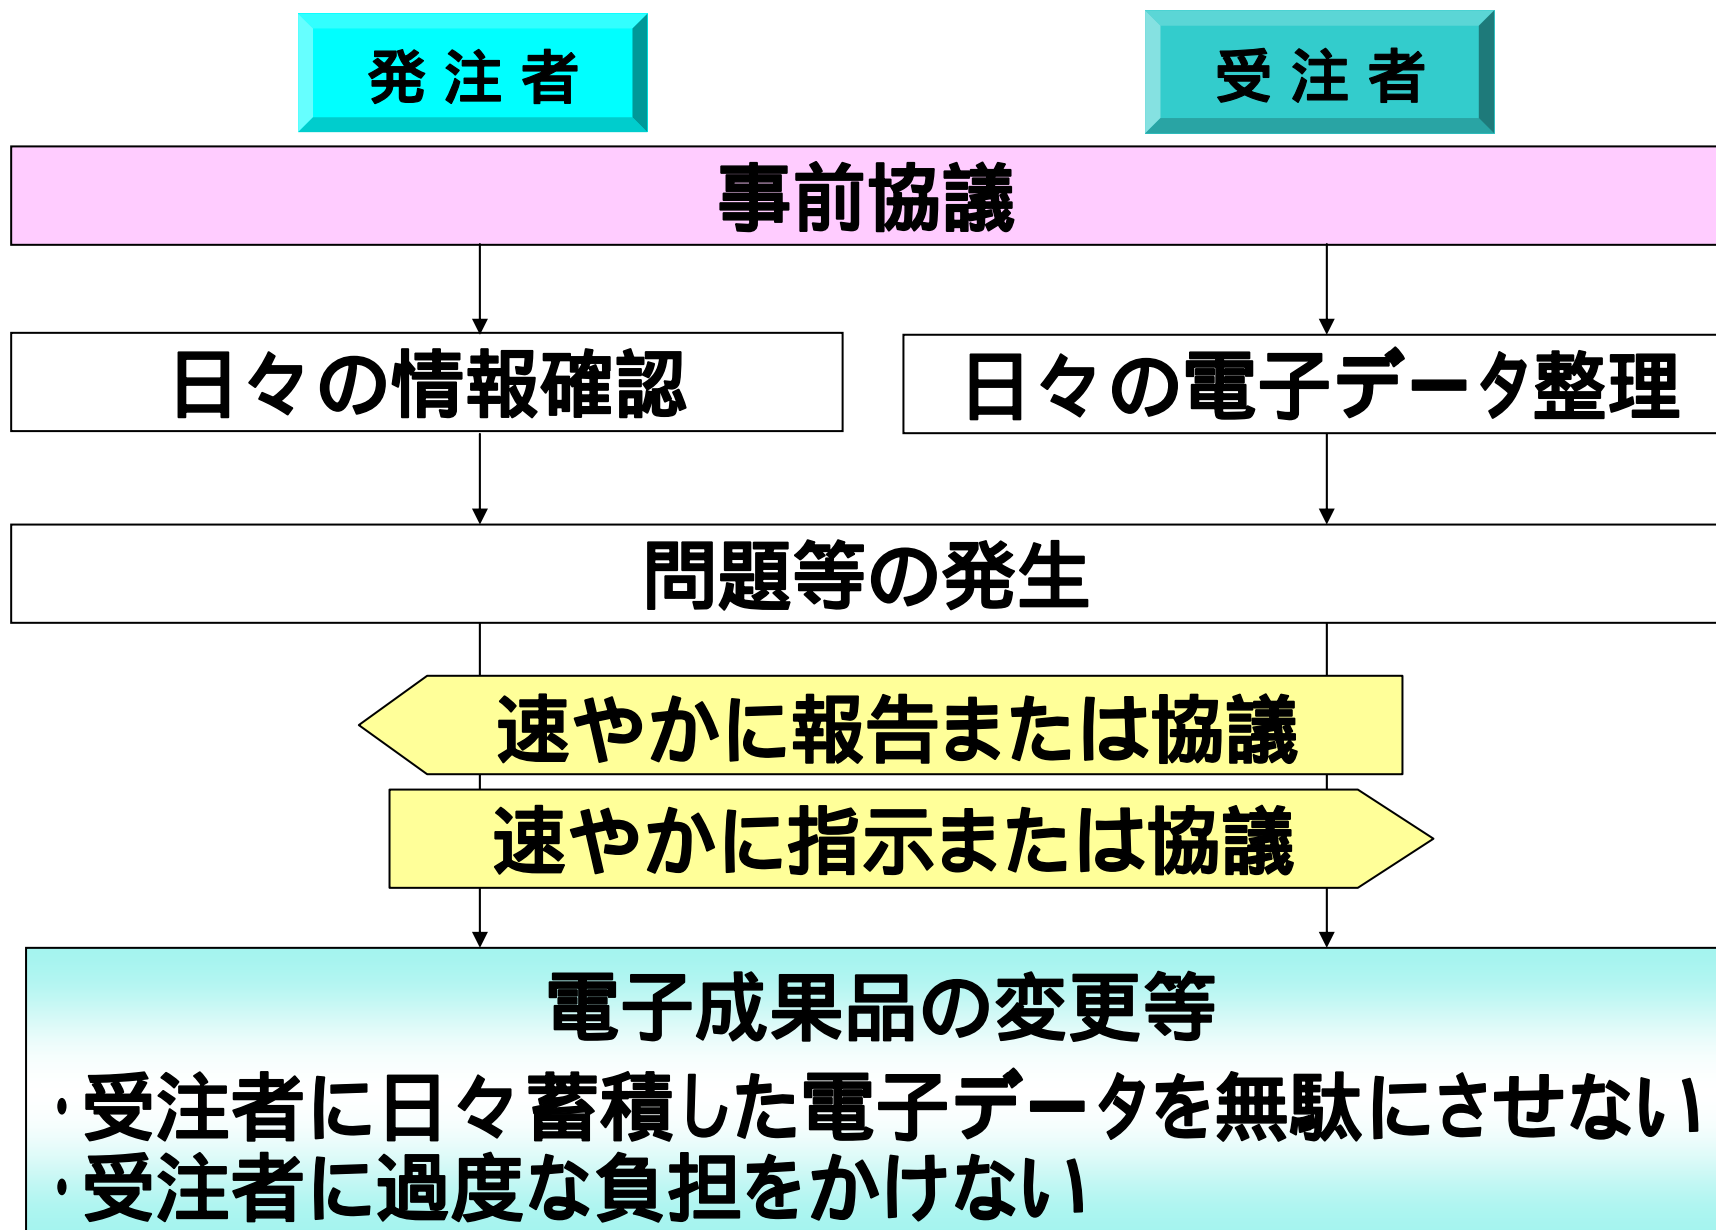 発注者
受注者
事前協議
日々の情報確認
日々の電子データ整理
問題等の発生
速やかに報告または協議
速やかに指示または協議
電子成果品の変更等
・受注者に日々蓄積した電子データを無駄にさせない
・受注者に過度な負担をかけない